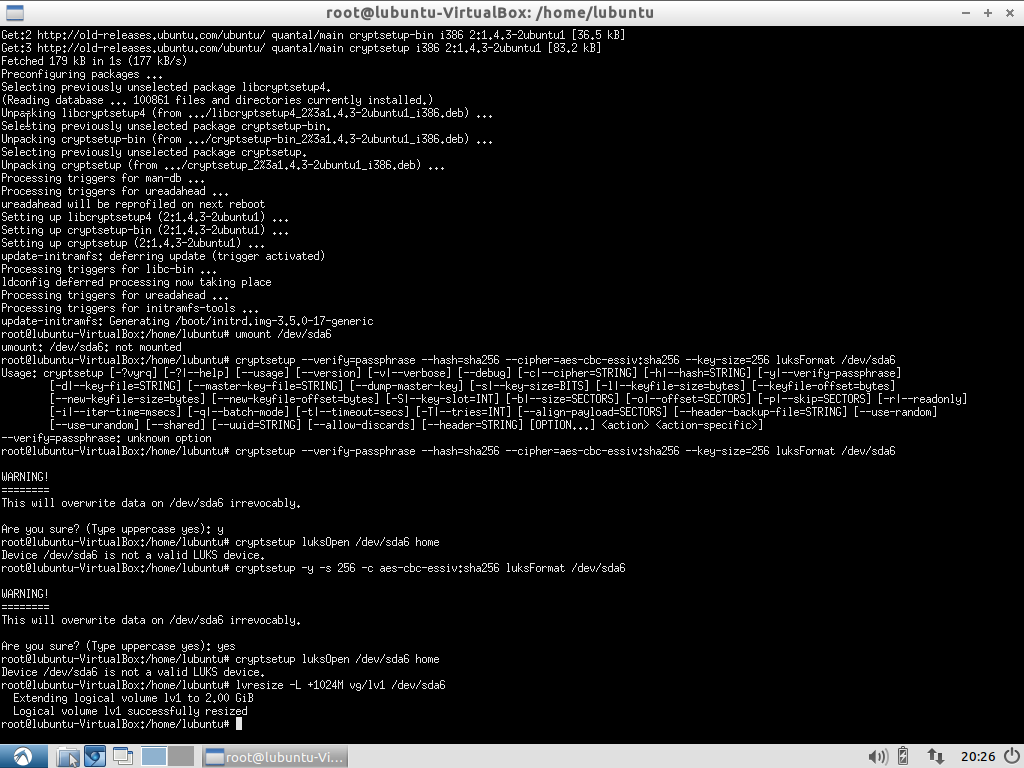 root@lubuntu-VirtualBox: /home/lubuntu
Get:2 http://old-releases.ubuntu.com/ubuntu/ quantal/main cryptsetup-bin i386 2:1.4.3-2ubuntu1 [36.5 kB]
Get:3 http://old-releases.ubuntu.com/ubuntu/ quantal/main cryptsetup i386 2:1.4.3-2ubuntu1 [83.2 kB]
Fetched 179 kB in 1s (177 kB/s)
Preconfiguring packages ...
Selecting previously unselected package libcryptsetup4.
(Reading database ... 100861 files and directories currently installed.)
Unpacking libcryptsetup4 (from .../libcryptsetup4_2%3a1.4.3-2ubuntu1_i386.deb) ...
Selecting previously unselected package cryptsetup-bin.
Unpacking cryptsetup-bin (from .../cryptsetup-bin_2%3a1.4.3-2ubuntu1_i386.deb) ...
Selecting previously unselected package cryptsetup.
Unpacking cryptsetup (from .../cryptsetup_2%3a1.4.3-2ubuntu1_i386.deb) ...
Processing triggers for man-db ...
Processing triggers for ureadahead ...
ureadahead will be reprofiled on next reboot
Setting up libcryptsetup4 (2:1.4.3-2ubuntu1) ...
Setting up cryptsetup-bin (2:1.4.3-2ubuntu1) ...
Setting up cryptsetup (2:1.4.3-2ubuntu1) ...
update-initramfs: deferring update (trigger activated)
Processing triggers for libc-bin ...
ldconfig deferred processing now taking place
Processing triggers for ureadahead ...
Processing triggers for initramfs-tools ...
update-initramfs: Generating /boot/initrd.img-3.5.0-17-generic
root@lubuntu-VirtualBox:/home/lubuntu# umount /dev/sda6
umount: /dev/sda6: not mounted
root@lubuntu-VirtualBox:/home/lubuntu# cryptsetup --verify=passphrase --hash=sha256 --cipher=aes-cbc-essiv:sha256 --key-size=256 luksFormat /dev/sda6
Usage: cryptsetup [-?vyrq] [-?|--help] [--usage] [--version] [-v|--verbose] [--debug] [-c|--cipher=STRING] [-h|--hash=STRING] [-y|--verify-passphrase]
[-d|--key-file=STRING] [--master-key-file=STRING] [--dump-master-key] [-s|--key-size=BITS] [-l|--keyfile-size=bytes] [--keyfile-offset=bytes]
[--new-keyfile-size=bytes] [--new-keyfile-offset=bytes] [-S|--key-slot=INT] [-b|--size=SECTORS] [-o|--offset=SECTORS] [-p|--skip=SECTORS] [-r|--readonly]
[-i|--iter-time=msecs] [-q|--batch-mode] [-t|--timeout=secs] [-T|--tries=INT] [--align-payload=SECTORS] [--header-backup-file=STRING] [--use-random]
[--use-urandom] [--shared] [--uuid=STRING] [--allow-discards] [--header=STRING] [OPTION...] <action> <action-specific>]
--verify=passphrase: unknown option
root@lubuntu-VirtualBox:/home/lubuntu# cryptsetup --verify-passphrase --hash=sha256 --cipher=aes-cbc-essiv:sha256 --key-size=256 luksFormat /dev/sda6
WARNING!
========
This will overwrite data on /dev/sda6 irrevocably.
Are you sure? (Type uppercase yes): y
root@lubuntu-VirtualBox:/home/lubuntu# cryptsetup luksOpen /dev/sda6 home
Device /dev/sda6 is not a valid LUKS device.
root@lubuntu-VirtualBox:/home/lubuntu# cryptsetup -y -s 256 -c aes-cbc-essiv:sha256 luksFormat /dev/sda6
WARNING!
========
This will overwrite data on /dev/sda6 irrevocably.
Are you sure? (Type uppercase yes): yes
root@lubuntu-VirtualBox:/home/lubuntu# cryptsetup luksOpen /dev/sda6 home
Device /dev/sda6 is not a valid LUKS device.
root@lubuntu-VirtualBox:/home/lubuntu# lvresize -L +1024M vg/lv1 /dev/sda6
Extending logical volume lv1 to 2.00 GiB
Logical volume lv1 successfully resized
root@lubuntu-VirtualBox:/home/lubuntu#
root@lubuntu-Vi...
20:26